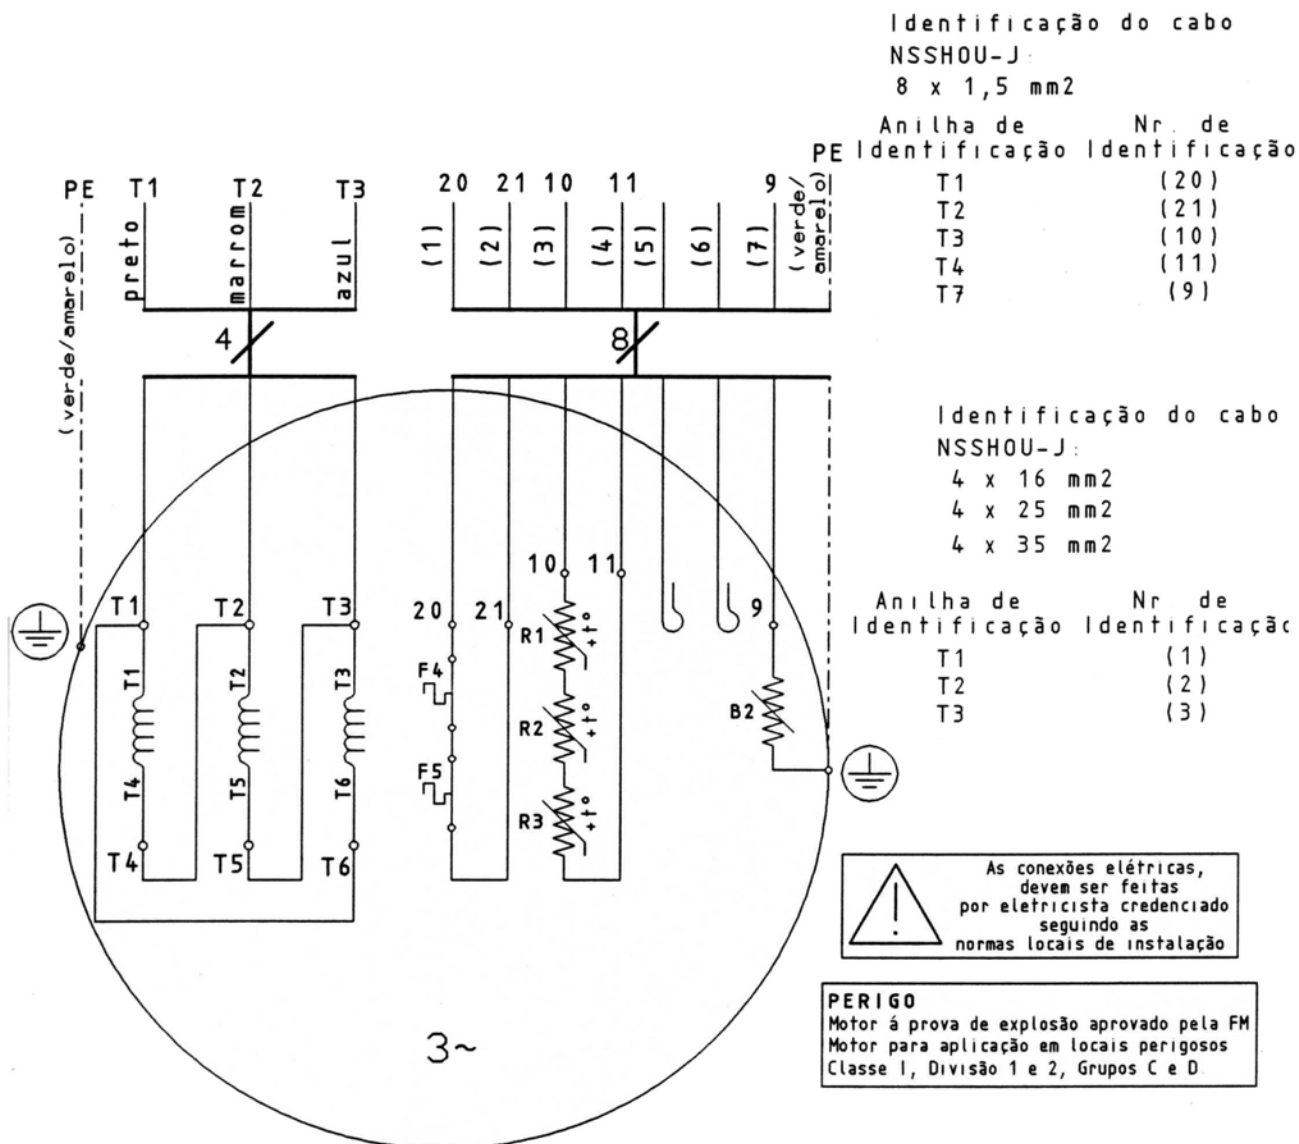 Identificação do cabo
NSSHOU-J:
8 x 1,5 mm2
Anilha de Nr. de
Identificação Identificação
T1 (20)
T2 (21)
T3 (10)
T4 (11)
T7 (9)
PE T1 T2 T3 20 21 10 11 9 PE
(verde/amarelo) preto marrom azul (1) (2) (3) (4) (5) (6) (7) (verde/
amarelo)
4 8
Identificação do cabo
NSSHOU-J:
4 x 16 mm2
4 x 25 mm2
4 x 35 mm2
Anilha de Nr. de
Identificação Identificação
T1 (1)
T2 (2)
T3 (3)
10 11
T1 T2 T3 20 21 9
R1 +t°
T1 T2 T3 F4
R2 +t° B2
T4 T5 T6 F5
R3 +t°
T4 T5 T6
3~
As conexões elétricas,
devem ser feitas
por eletricista credenciado
seguindo as
normas locais de instalação
PERIGO
Motor á prova de explosão aprovado pela FM
Motor para aplicação em locais perigosos
Classe I, Divisão 1 e 2, Grupos C e D.